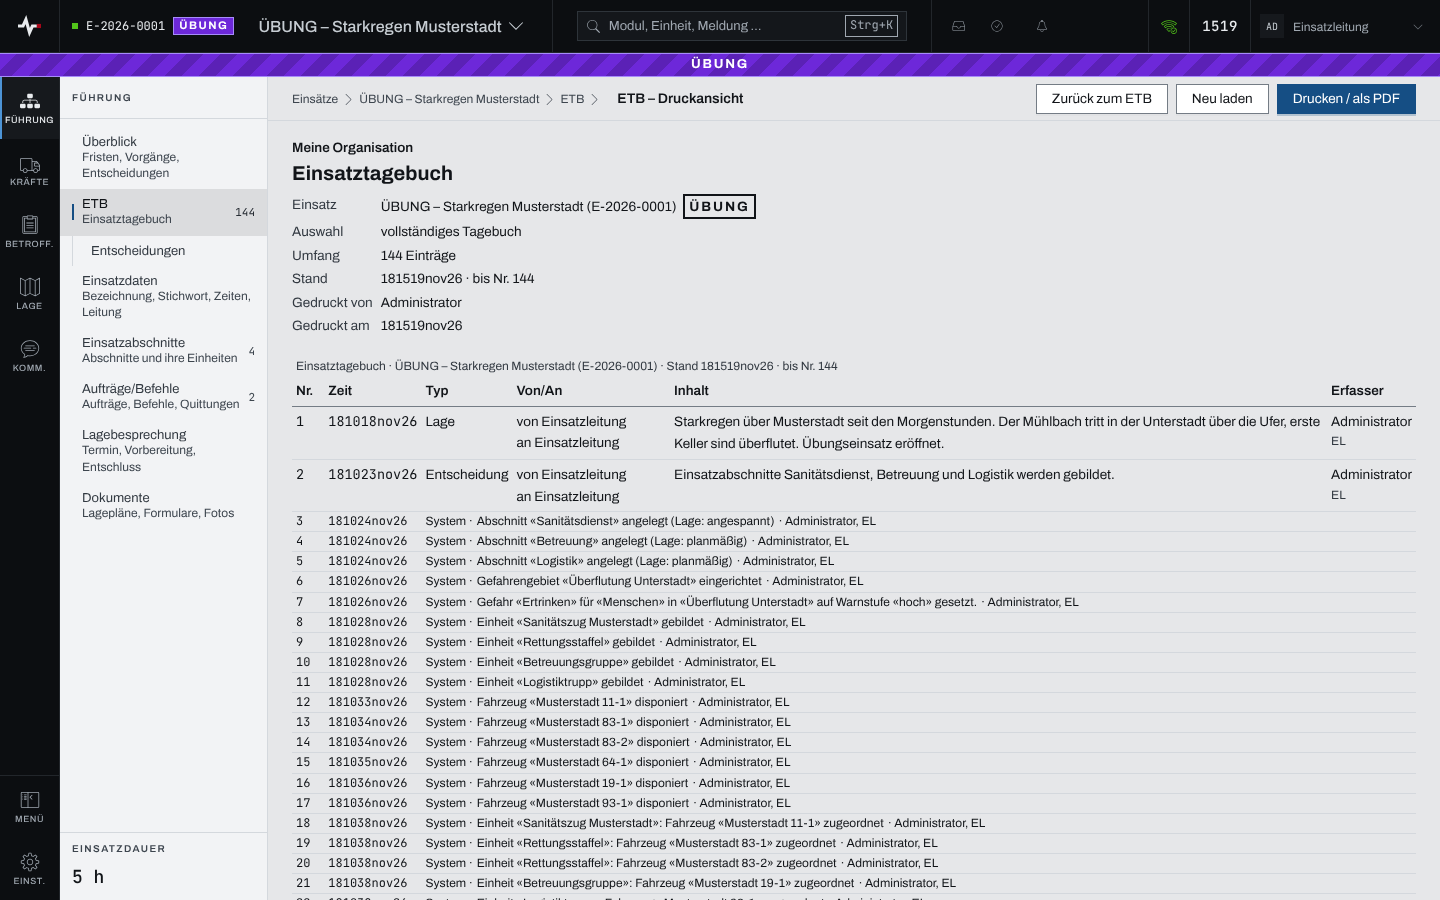 E-2026-0001 ÜBUNG ÜBUNG – Starkregen Musterstadt Modul, Einheit, Meldung ... Strg+K 1519 AD Einsatzleitung
ÜBUNG
FÜHRUNG
KRÄFTE
BETROFF.
LAGE
KOMM.
MENÜ
EINST.
FÜHRUNG
Überblick
Fristen, Vorgänge,
Entscheidungen
ETB
Einsatztagebuch 144
Entscheidungen
Einsatzdaten
Bezeichnung, Stichwort, Zeiten,
Leitung
Einsatzabschnitte
Abschnitte und ihre Einheiten 4
Aufträge/Befehle
Aufträge, Befehle, Quittungen 2
Lagebesprechung
Termin, Vorbereitung,
Entschluss
Dokumente
Lagepläne, Formulare, Fotos
EINSATZDAUER
5 h
Einsätze ÜBUNG – Starkregen Musterstadt ETB ETB – Druckansicht Zurück zum ETB Neu laden Drucken / als PDF
Meine Organisation
Einsatztagebuch
Einsatz ÜBUNG – Starkregen Musterstadt (E-2026-0001) ÜBUNG
Auswahl vollständiges Tagebuch
Umfang 144 Einträge
Stand 181519nov26 · bis Nr. 144
Gedruckt von Administrator
Gedruckt am 181519nov26
Einsatztagebuch · ÜBUNG – Starkregen Musterstadt (E-2026-0001) · Stand 181519nov26 · bis Nr. 144
Nr. Zeit Typ Von/An Inhalt Erfasser
1 181018nov26 Lage von Einsatzleitung Starkregen über Musterstadt seit den Morgenstunden. Der Mühlbach tritt in der Unterstadt über die Ufer, erste Administrator
an Einsatzleitung Keller sind überflutet. Übungseinsatz eröffnet. EL
2 181023nov26 Entscheidung von Einsatzleitung Einsatzabschnitte Sanitätsdienst, Betreuung und Logistik werden gebildet. Administrator
an Einsatzleitung EL
3 181024nov26 System · Abschnitt «Sanitätsdienst» angelegt (Lage: angespannt) · Administrator, EL
4 181024nov26 System · Abschnitt «Betreuung» angelegt (Lage: planmäßig) · Administrator, EL
5 181024nov26 System · Abschnitt «Logistik» angelegt (Lage: planmäßig) · Administrator, EL
6 181026nov26 System · Gefahrengebiet «Überflutung Unterstadt» eingerichtet · Administrator, EL
7 181026nov26 System · Gefahr «Ertrinken» für «Menschen» in «Überflutung Unterstadt» auf Warnstufe «hoch» gesetzt. · Administrator, EL
8 181028nov26 System · Einheit «Sanitätszug Musterstadt» gebildet · Administrator, EL
9 181028nov26 System · Einheit «Rettungsstaffel» gebildet · Administrator, EL
10 181028nov26 System · Einheit «Betreuungsgruppe» gebildet · Administrator, EL
11 181028nov26 System · Einheit «Logistiktrupp» gebildet · Administrator, EL
12 181033nov26 System · Fahrzeug «Musterstadt 11-1» disponiert · Administrator, EL
13 181034nov26 System · Fahrzeug «Musterstadt 83-1» disponiert · Administrator, EL
14 181034nov26 System · Fahrzeug «Musterstadt 83-2» disponiert · Administrator, EL
15 181035nov26 System · Fahrzeug «Musterstadt 64-1» disponiert · Administrator, EL
16 181036nov26 System · Fahrzeug «Musterstadt 19-1» disponiert · Administrator, EL
17 181036nov26 System · Fahrzeug «Musterstadt 93-1» disponiert · Administrator, EL
18 181038nov26 System · Einheit «Sanitätszug Musterstadt»: Fahrzeug «Musterstadt 11-1» zugeordnet · Administrator, EL
19 181038nov26 System · Einheit «Rettungsstaffel»: Fahrzeug «Musterstadt 83-1» zugeordnet · Administrator, EL
20 181038nov26 System · Einheit «Rettungsstaffel»: Fahrzeug «Musterstadt 83-2» zugeordnet · Administrator, EL
21 181038nov26 System · Einheit «Betreuungsgruppe»: Fahrzeug «Musterstadt 19-1» zugeordnet · Administrator, EL